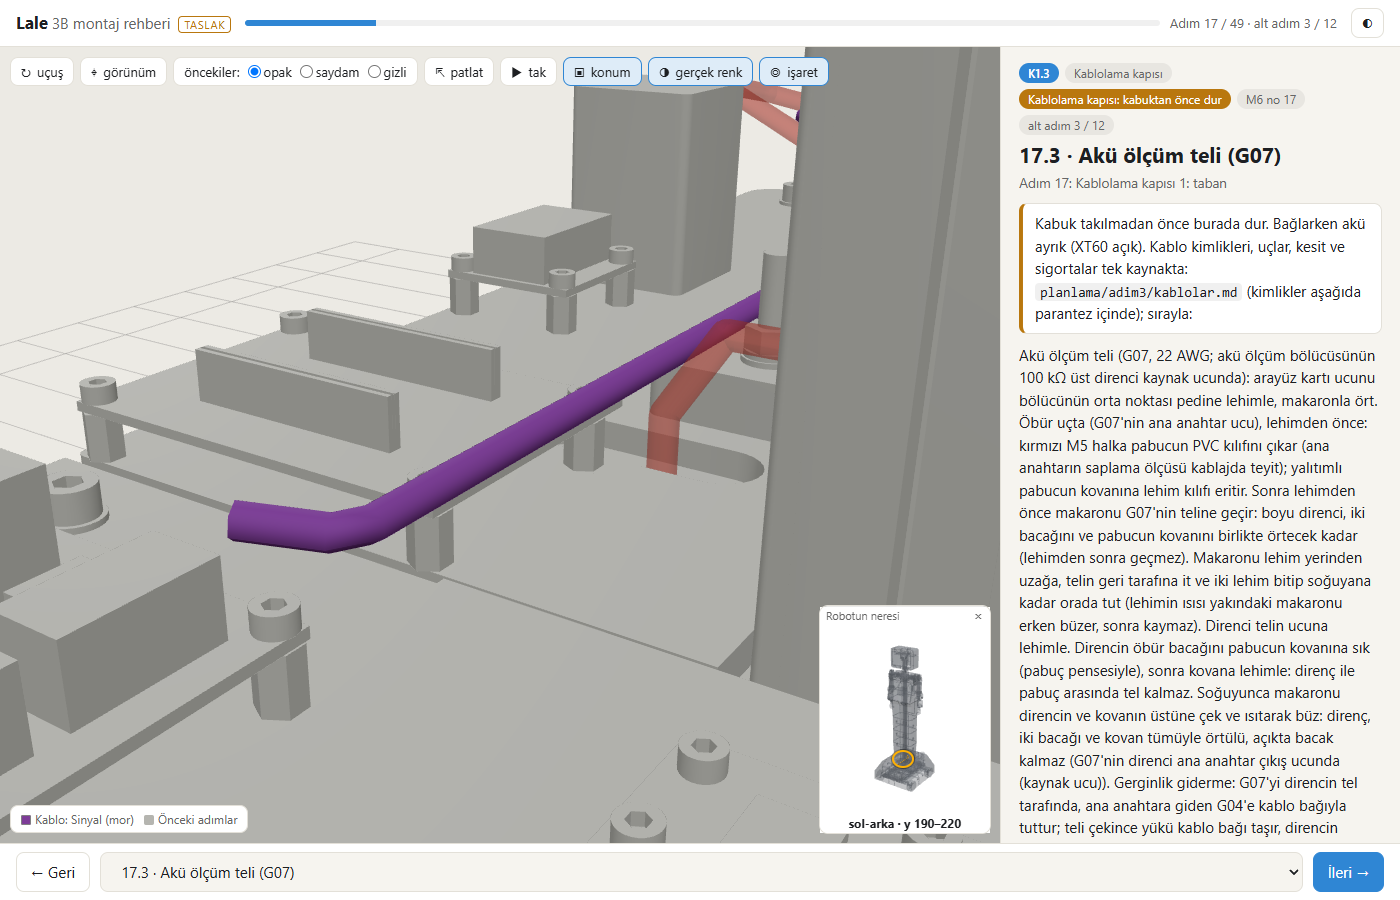 Lale 3B montaj rehberi TASLAK
Adım 17 / 49 · alt adım 3 / 12
↻ uçuş
⌖ görünüm
öncekiler: opak saydam gizli
⇱ patlat
▶ tak
▣ konum
◑ gerçek renk
◎ işaret
K1.3 Kablolama kapısı
Kablolama kapısı: kabuktan önce dur M6 no 17
alt adım 3 / 12
17.3 · Akü ölçüm teli (G07)
Adım 17: Kablolama kapısı 1: taban
Kabuk takılmadan önce burada dur. Bağlarken akü
ayrık (XT60 açık). Kablo kimlikleri, uçlar, kesit ve
sigortalar tek kaynakta:
planlama/adim3/kablolar.md (kimlikler aşağıda
parantez içinde); sırayla:
Akü ölçüm teli (G07, 22 AWG; akü ölçüm bölücüsünün
100 kΩ üst direnci kaynak ucunda): arayüz kartı ucunu
bölücünün orta noktası pedine lehimle, makaronla ört.
Öbür uçta (G07'nin ana anahtar ucu), lehimden önce:
kırmızı M5 halka pabucun PVC kılıfını çıkar (ana
anahtarın saplama ölçüsü kablajda teyit); yalıtımlı
pabucun kovanına lehim kılıfı eritir. Sonra lehimden
önce makaronu G07'nin teline geçir: boyu direnci, iki
bacağını ve pabucun kovanını birlikte örtecek kadar
(lehimden sonra geçmez). Makaronu lehim yerinden
uzağa, telin geri tarafına it ve iki lehim bitip soğuyana
kadar orada tut (lehimin ısısı yakındaki makaronu
erken büzer, sonra kaymaz). Direnci telin ucuna
lehimle. Direncin öbür bacağını pabucun kovanına sık
(pabuç pensesiyle), sonra kovana lehimle: direnç ile
pabuç arasında tel kalmaz. Soğuyunca makaronu
direncin ve kovanın üstüne çek ve ısıtarak büz: direnç,
iki bacağı ve kovan tümüyle örtülü, açıkta bacak
kalmaz (G07'nin direnci ana anahtar çıkış ucunda
(kaynak ucu)). Gerginlik giderme: G07'yi direncin tel
tarafında, ana anahtara giden G04'e kablo bağıyla
tuttur; teli çekince yükü kablo bağı taşır, direncin
Robotun neresi ×
sol-arka · y 190–220
Kablo: Sinyal (mor) Önceki adımlar
← Geri
17.3 · Akü ölçüm teli (G07)
İleri →